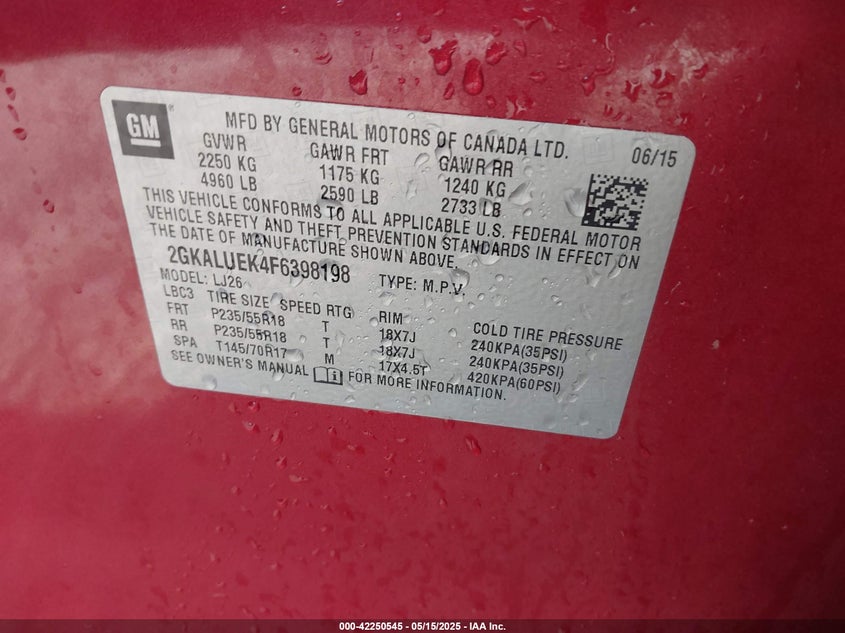 GM ®
MFD BY GENERAL MOTORS OF CANADA LTD. 06/15
GVWR GAWR FRT GAWR RR
2250 KG 1175 KG 1240 KG
4960 LB 2590 LB 2733 LB
THIS VEHICLE CONFORMS TO ALL APPLICABLE U.S. FEDERAL MOTOR
VEHICLE SAFETY AND THEFT PREVENTION STANDARDS IN EFFECT ON
THE DATE OF MANUFACTURE SHOWN ABOVE.
2GKALUEK4F6398198 TYPE: M.P.V.
MODEL: LJ26
LBC3 TIRE SIZE SPEED RTG RIM COLD TIRE PRESSURE
FRT P235/55R18 T 18X7J 240KPA(35PSI)
RR P235/55R18 T 18X7J 240KPA(35PSI)
SPA T145/70R17 M 17X4.5T 420KPA(60PSI)
SEE OWNER'S MANUAL FOR MORE INFORMATION.
000-42250545 - 05/15/2025 - IAA Inc.